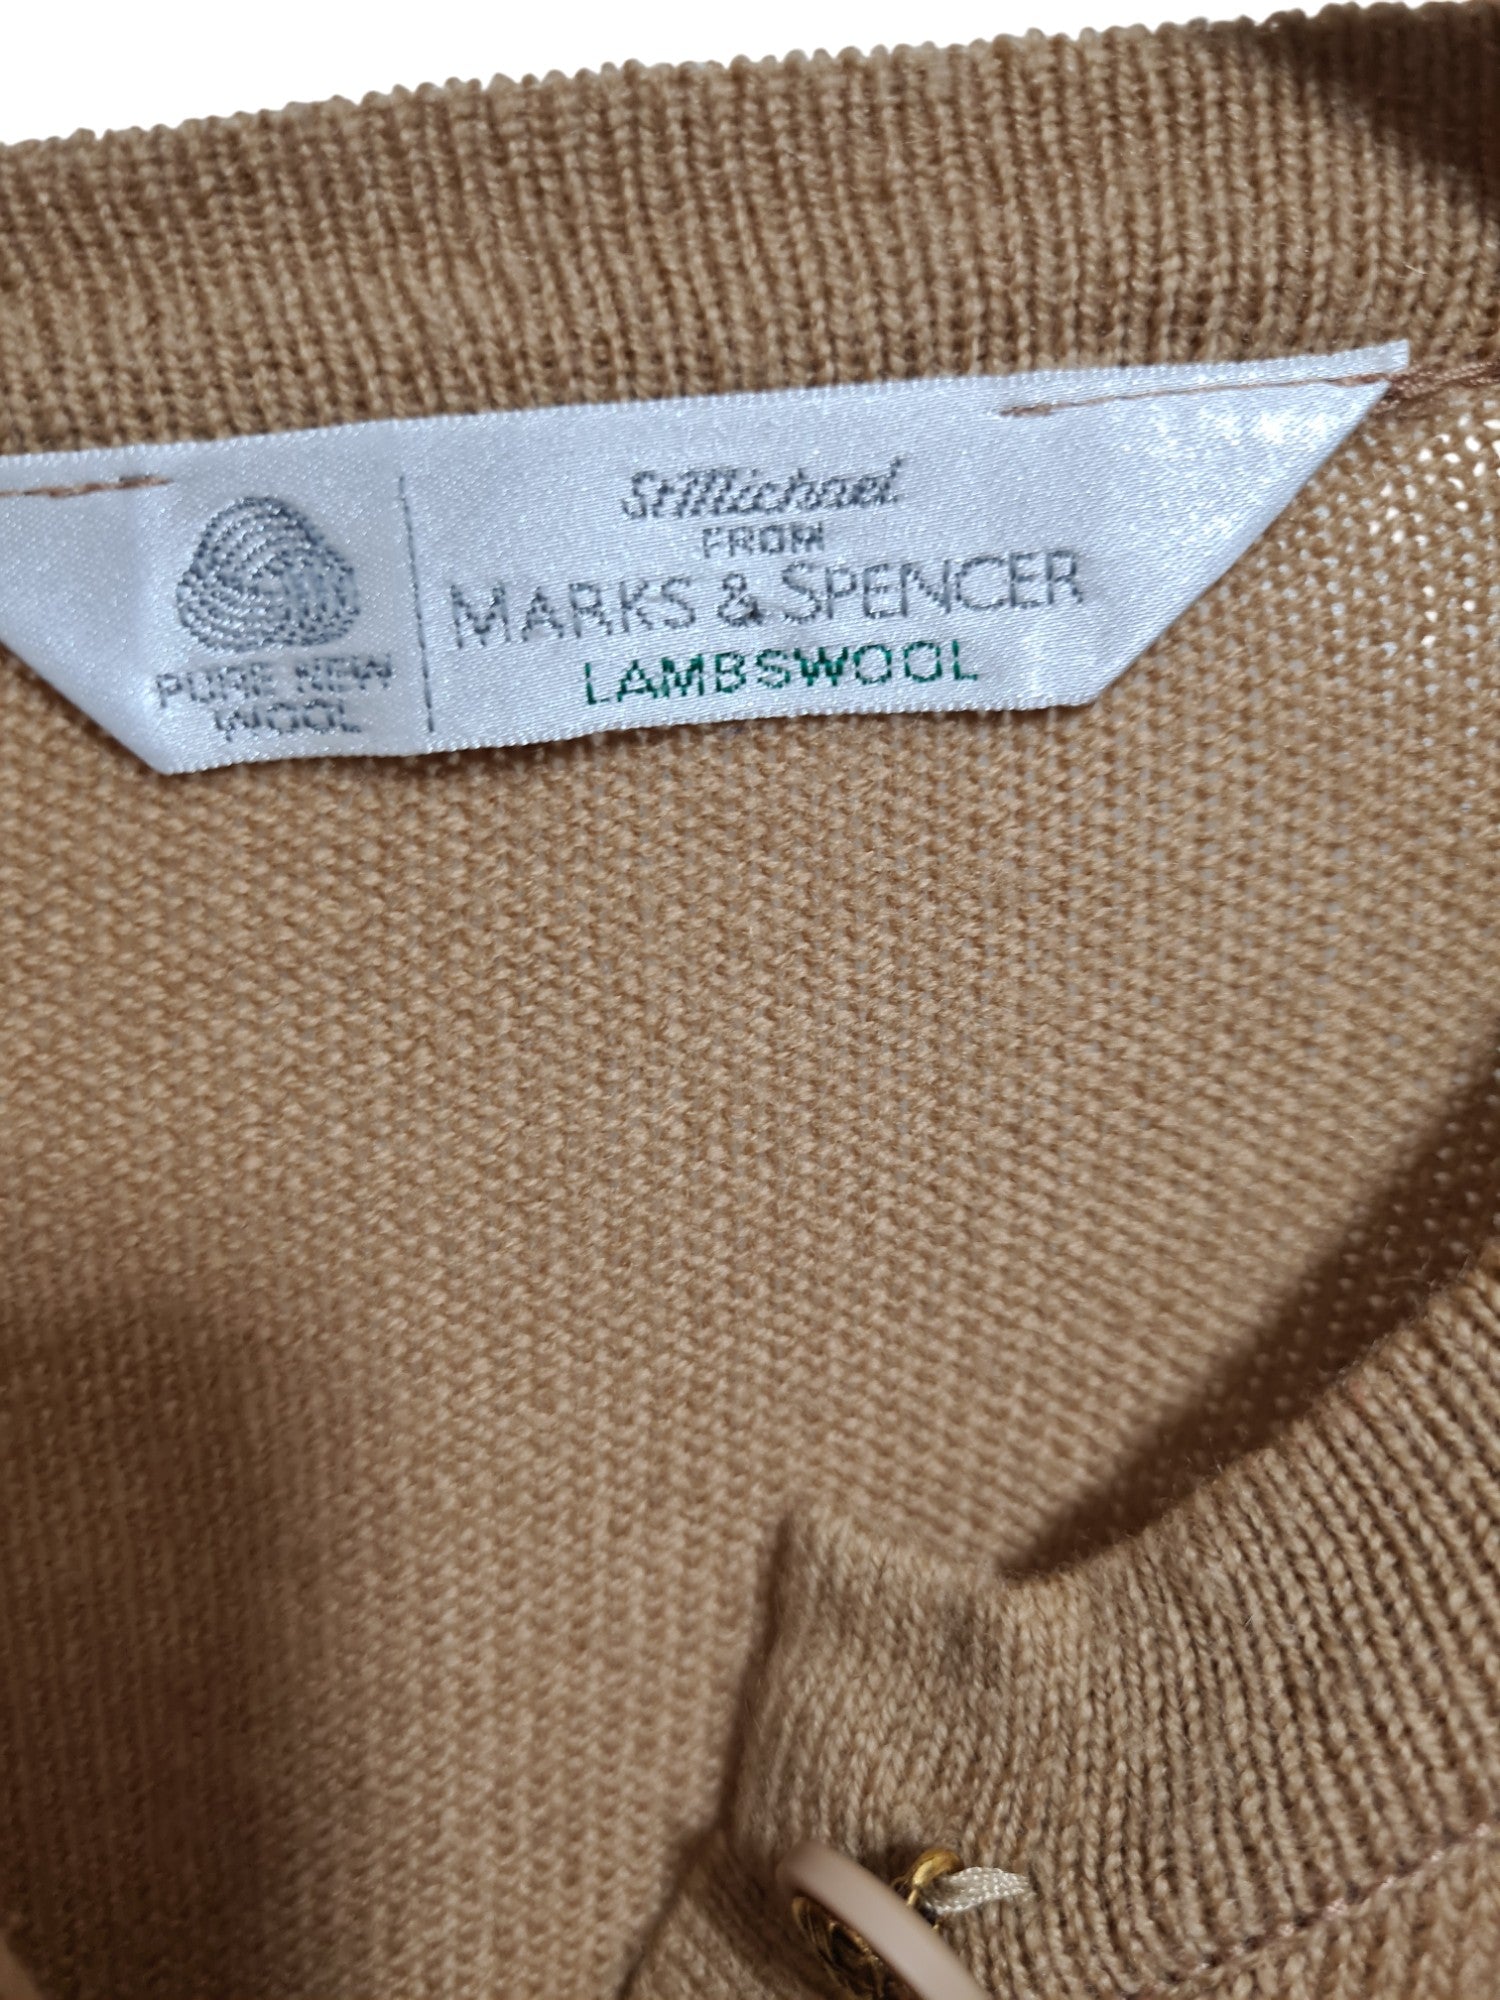 PURE NEW
WOOL
St Michael
FROM
MARKS & SPENCER
LAMBSWOOL